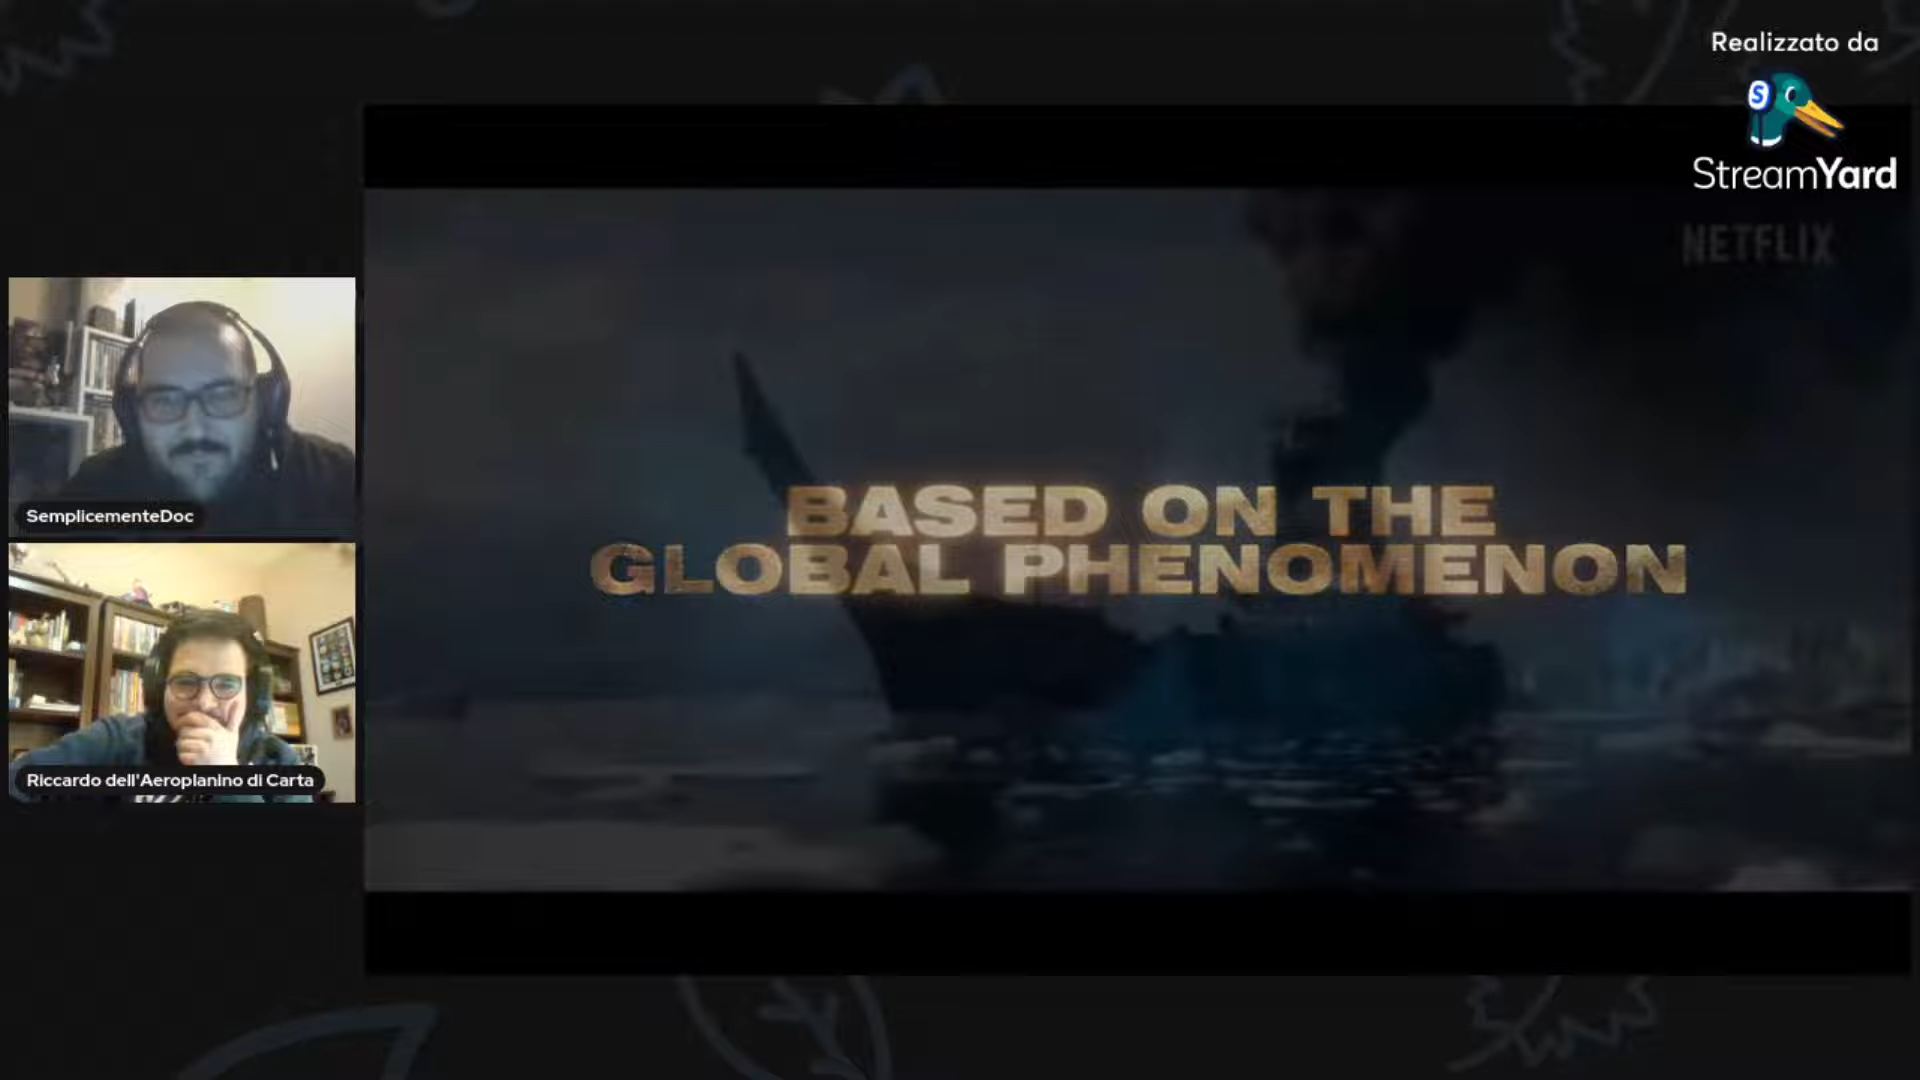 Realizzato da
S
StreamYard
NETFLIX
BASED ON THE
GLOBAL PHENOMENON
SemplicementeDoc
Riccardo dell'Aeroplanino di Carta